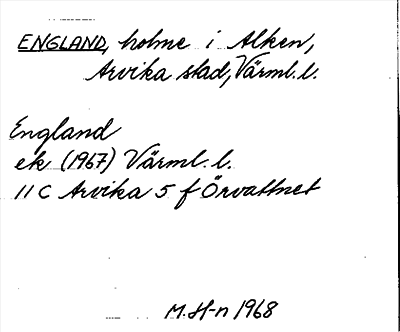 ENGLAND, holme i Alken,
Arvika stad, Värml. l.
England
ek (1967) Värml. l.
11 C Arvika 5 f Örvattnet
M. H-n 1968